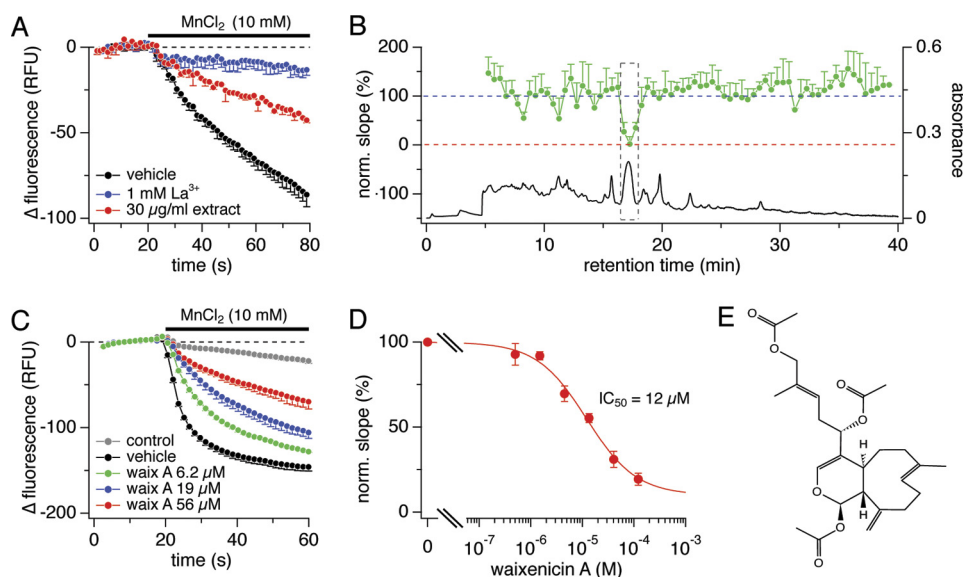 A
MnCl2 (10 mM)
Δ fluorescence (RFU)
0
-50
-100
vehicle
1 mM La3+
30 µg/ml extract
0 10 20 30 40 50 60 70 80
time (s)
B
norm. slope (%)
200
100
0
-100
absorbance
0.6
0.3
0
0 10 20 30 40
retention time (min)
C
MnCl2 (10 mM)
Δ fluorescence (RFU)
0
-100
-200
control
vehicle
waix A 6.2 µM
waix A 19 µM
waix A 56 µM
0 20 40 60
time (s)
D
norm. slope (%)
100
50
0
IC50 = 12 µM
0 10-7 10-6 10-5 10-4 10-3
waixenicin A (M)
E
O
O
O
O
H
O
H
O
O